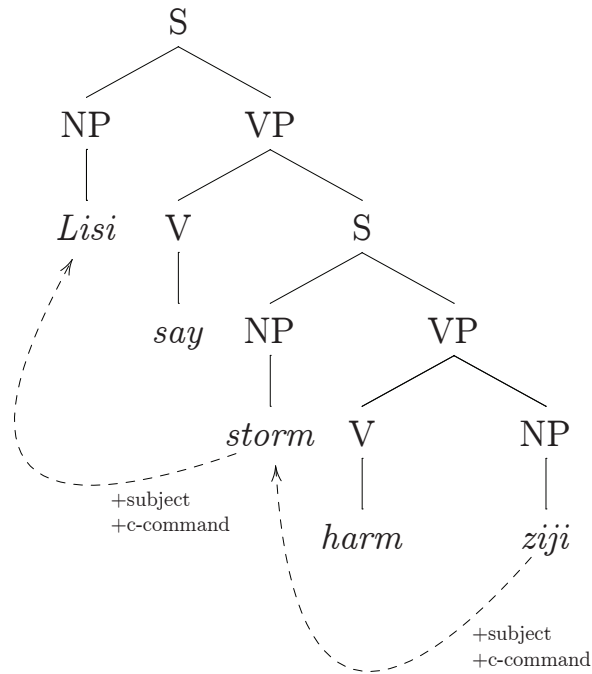 S
NP VP
Lisi V S
say NP VP
storm V NP
+subject
+c-command
harm ziji
+subject
+c-command